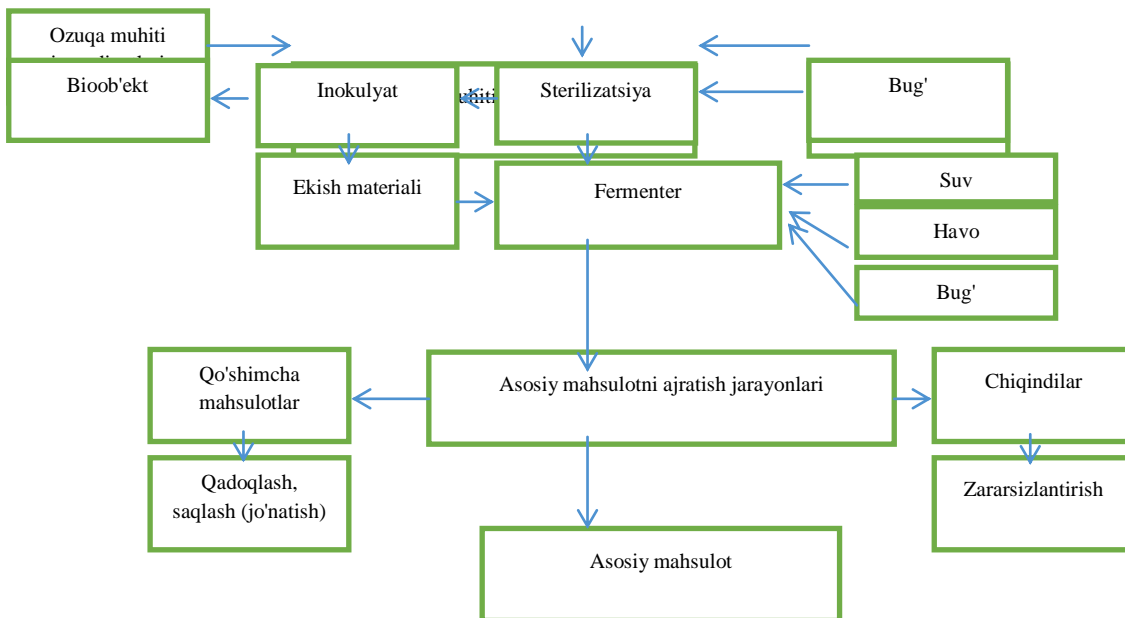 Ozuqa muhiti
Bioob'ekt
Inokulyat
uhiti
Sterilizatsiya
Bug'
Ekish materiali
Fermenter
Suv
Havo
Bug'
Qo'shimcha
mahsulotlar
Asosiy mahsulotni ajratish jarayonlari
Chiqindilar
Qadoqlash,
saqlash (jo'natish)
Zararsizlantirish
Asosiy mahsulot